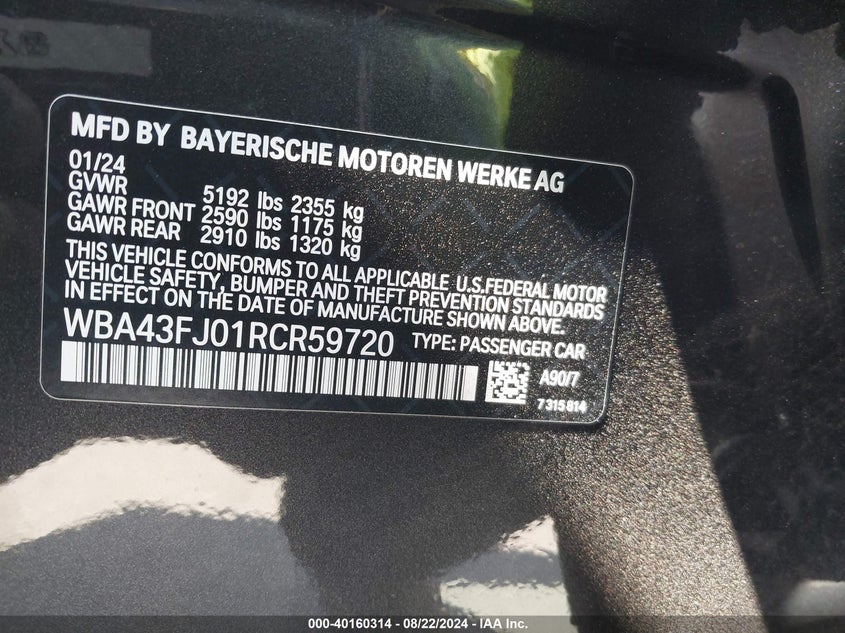 MFD BY BAYERISCHE MOTOREN WERKE AG
01/24
GVWR 5192 lbs 2355 kg
GAWR FRONT 2590 lbs 1175 kg
GAWR REAR 2910 lbs 1320 kg
THIS VEHICLE CONFORMS TO ALL APPLICABLE U.S.FEDERAL MOTOR
VEHICLE SAFETY, BUMPER AND THEFT PREVENTION STANDARDS
IN EFFECT ON THE DATE OF MANUFACTURE SHOWN ABOVE.
WBA43FJ01RCR59720 TYPE: PASSENGER CAR
A90/7
7 315 814
000-40160314 - 08/22/2024 - IAA Inc.